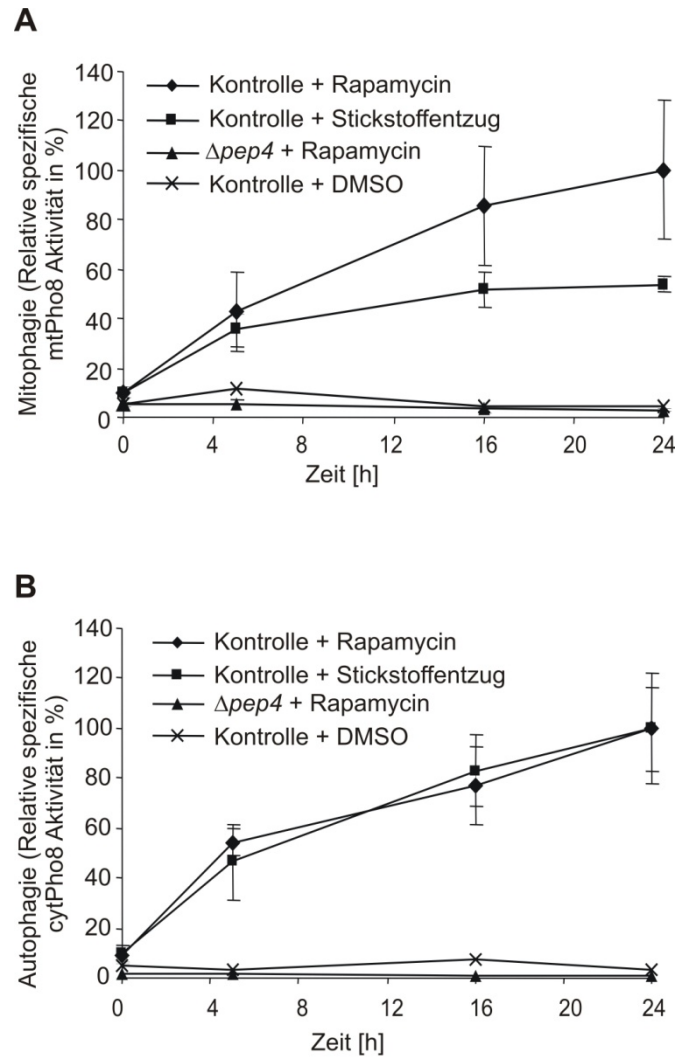 A
Mitophagie (Relative spezifische
mtPho8 Aktivität in %)
140
120
100
80
60
40
20
0
Kontrolle + Rapamycin
Kontrolle + Stickstoffentzug
Δpep4 + Rapamycin
Kontrolle + DMSO
0 4 8 12 16 20 24
Zeit [h]
B
Autophagie (Relative spezifische
cytPho8 Aktivität in %)
140
120
100
80
60
40
20
0
Kontrolle + Rapamycin
Kontrolle + Stickstoffentzug
Δpep4 + Rapamycin
Kontrolle + DMSO
0 4 8 12 16 20 24
Zeit [h]